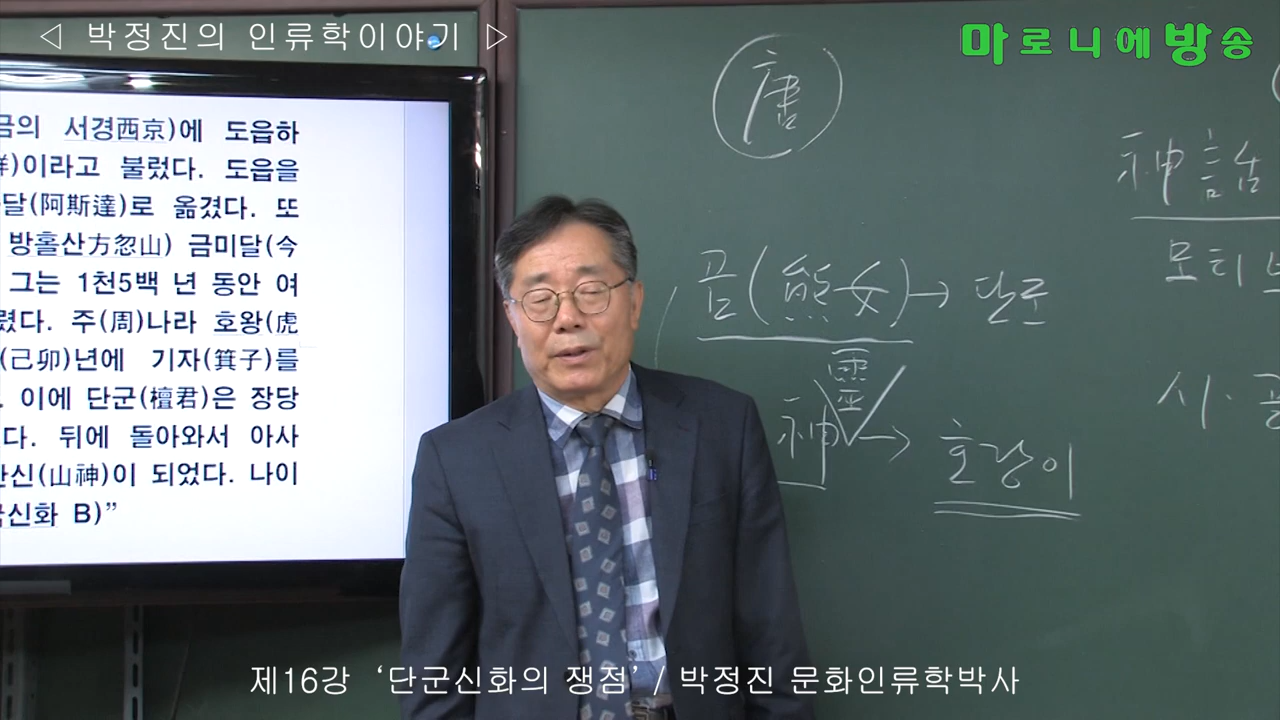 ◁ 박정진의 인류학이야기 ▷
마로니에방송
금의 서경西京)에 도읍하
)이라고 불렀다. 도읍을
달(阿斯達)로 옮겼다. 또
방홀산方忽山) 금미달(今
그는 1천5백 년 동안 여
렸다. 주(周)나라 호왕(虎
(己卯)년에 기자(箕子)를
. 이에 단군(檀君)은 장당
다. 뒤에 돌아와서 아사
산신(山神)이 되었다. 나이
군신화 B)”
唐
곰(熊女)→ 단군
靈
神 → 호랑이
神話
모티브
시·공
제16강 ‘단군신화의 쟁점’ / 박정진 문화인류학박사